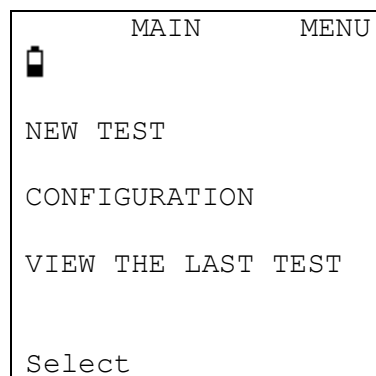 MAIN MENU
NEW TEST
CONFIGURATION
VIEW THE LAST TEST
Select